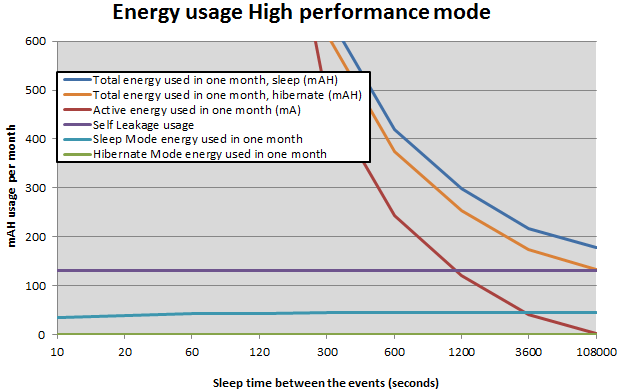 Energy usage High performance mode
mAH usage per month
600
500
400
300
200
100
0
Total energy used in one month, sleep (mAH)
Total energy used in one month, hibernate (mAH)
Active energy used in one month (mA)
Self Leakage usage
Sleep Mode energy used in one month
Hibernate Mode energy used in one month
10 20 60 120 300 600 1200 3600 108000
Sleep time between the events (seconds)